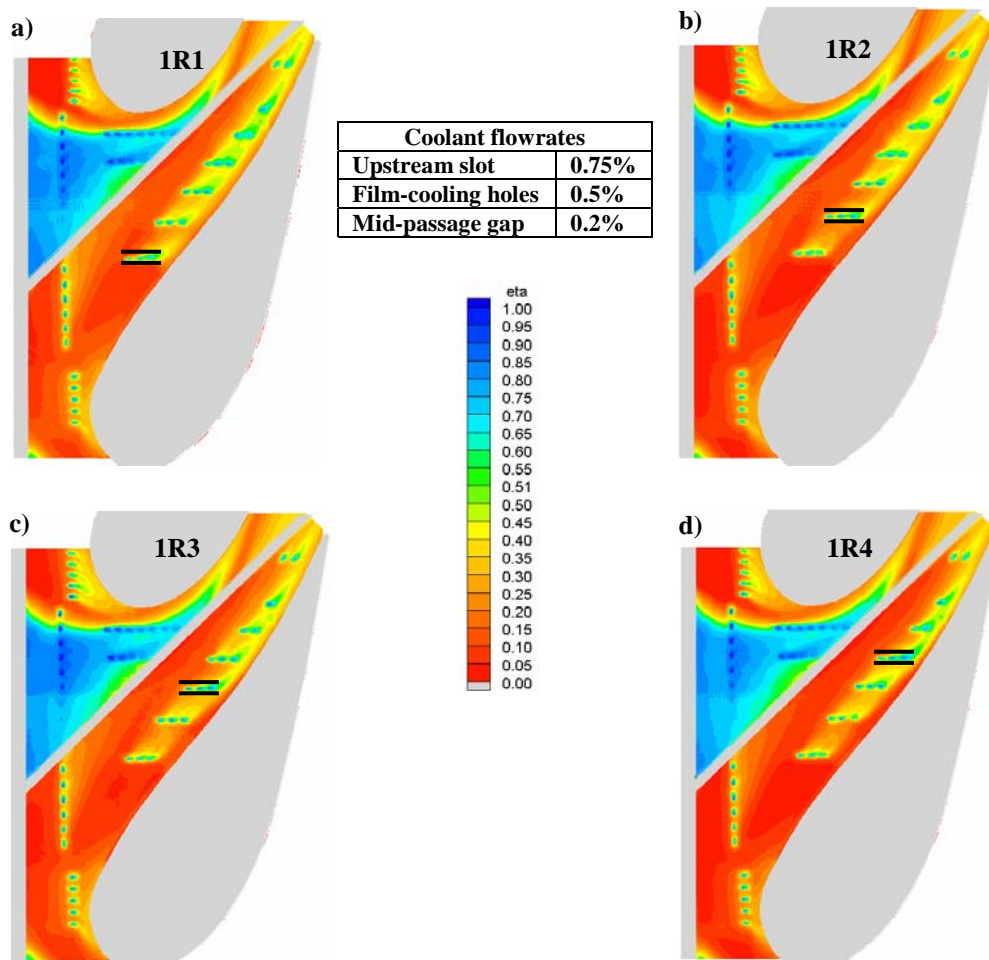 a)
1R1
b)
1R2
Coolant flowrates
Upstream slot 0.75%
Film-cooling holes 0.5%
Mid-passage gap 0.2%
eta
1.00
0.95
0.90
0.85
0.80
0.75
0.70
0.65
0.55
0.51
0.50
0.45
0.40
0.35
0.30
0.25
0.20
0.15
0.10
0.05
0.00
c)
1R3
d)
1R4